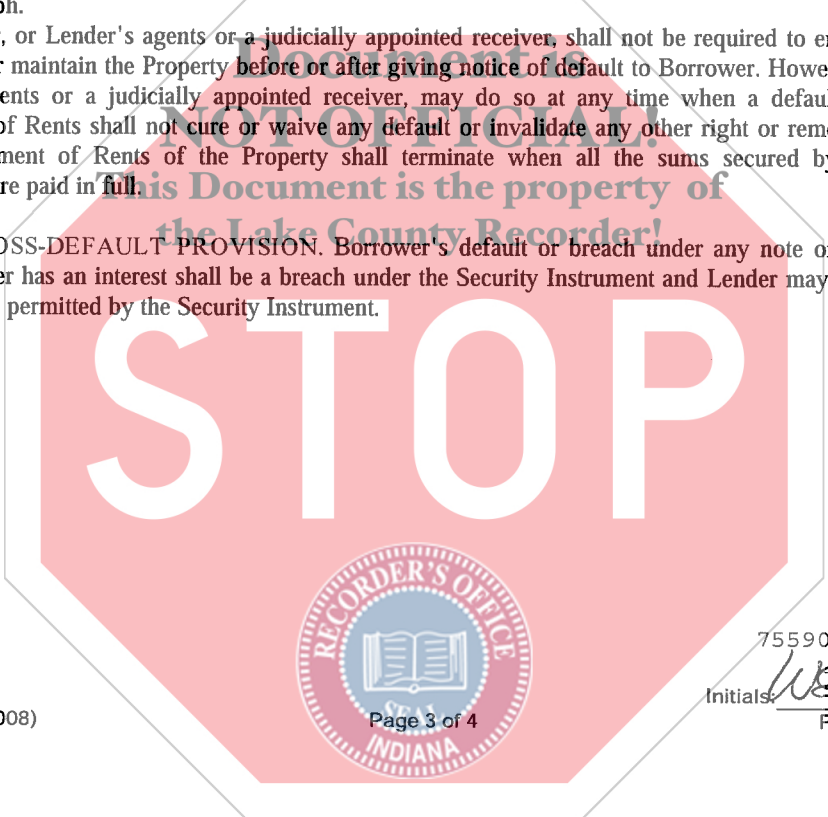 ph.
, or Lender's agents or a judicially appointed receiver, shall not be required to e
r maintain the Property before or after giving notice of default to Borrower. Howe
ents or a judicially appointed receiver, may do so at any time when a defau
of Rents shall not cure or waive any default or invalidate any other right or rem
ment of Rents of the Property shall terminate when all the sums secured by
re paid in full.
Document is
NOT OFFICIAL!
This Document is the property of
the Lake County Recorder!
OSS-DEFAULT PROVISION. Borrower's default or breach under any note o
er has an interest shall be a breach under the Security Instrument and Lender may
permitted by the Security Instrument.
STOP
RECORDER'S OFFICE
SEAL
INDIANA
75590
Initials:
008)
Page 3 of 4